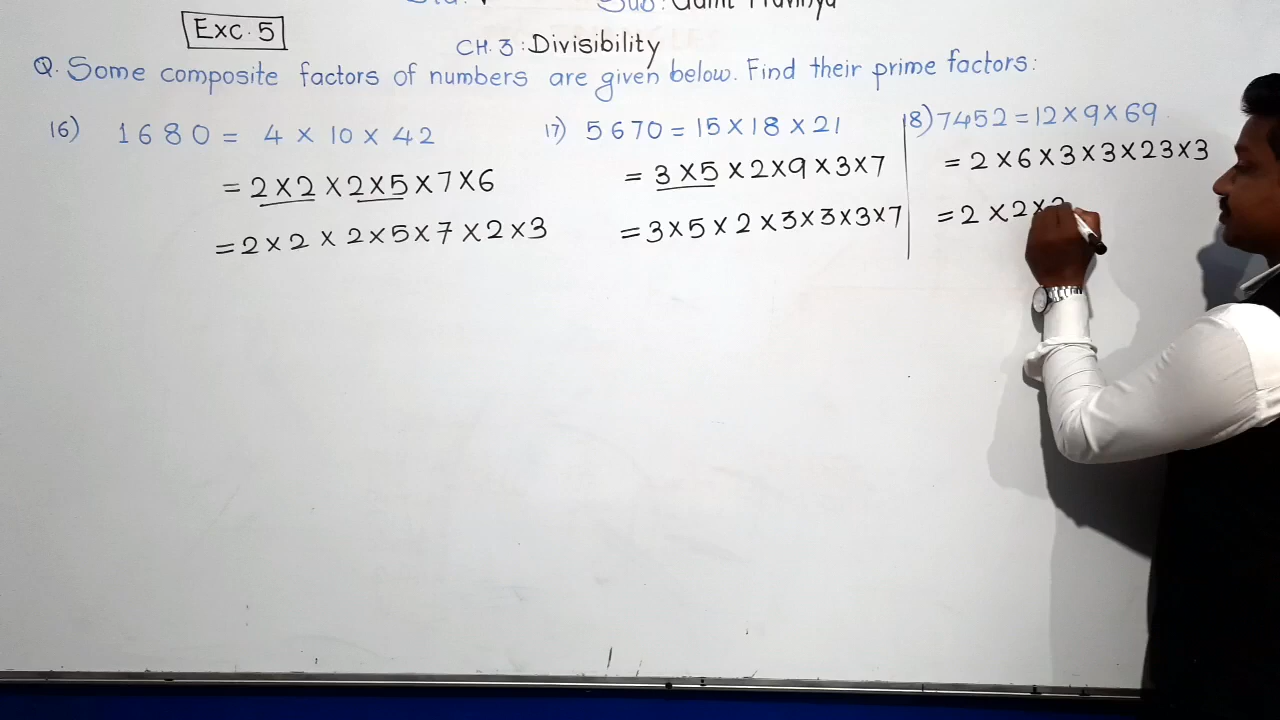 Exc. 5
CH. 3 : Divisibility
Q. Some composite factors of numbers are given below. Find their prime factors:
16) 1680 = 4 × 10 × 42
= 2×2 × 2×5 × 7×6
= 2×2 × 2×5×7×2×3
17) 5670 = 15×18×21
= 3×5 × 2×9 × 3×7
= 3×5×2×3×3×3×7
18) 7452 = 12×9×69
= 2×6×3×3×23×3
= 2×2×